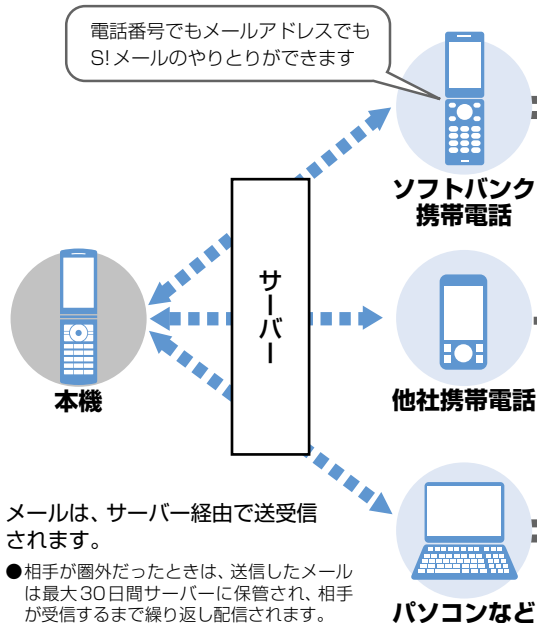 電話番号でもメールアドレスでも
S!メールのやりとりができます
ソフトバンク
携帯電話
サーバー
本機
他社携帯電話
メールは、サーバー経由で送受信
されます。
●相手が圏外だったときは、送信したメール
は最大30日間サーバーに保管され、相手
が受信するまで繰り返し配信されます。
パソコンなど